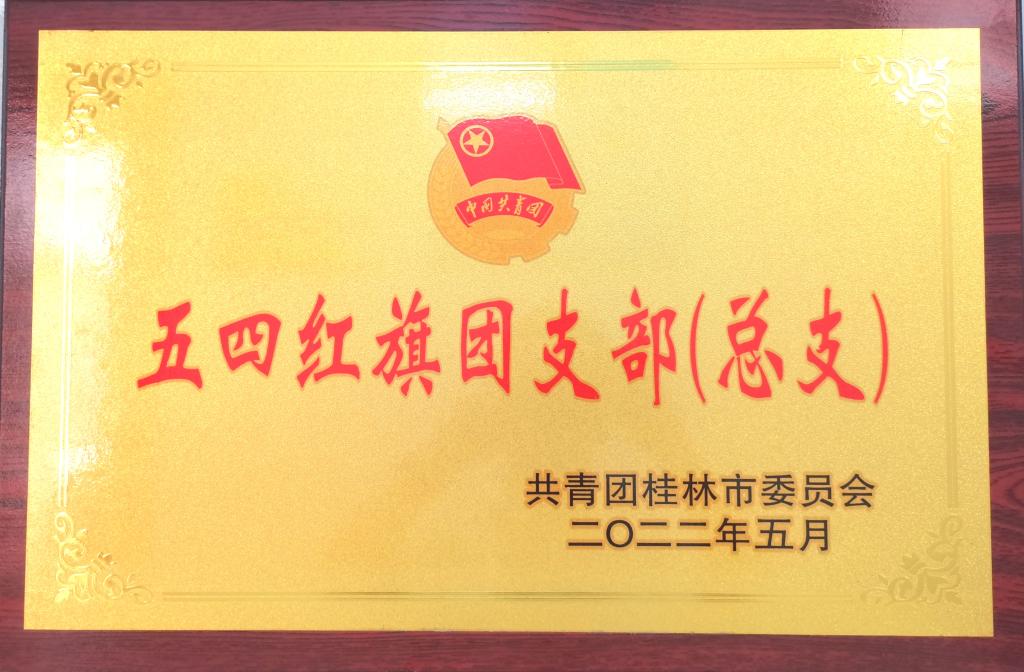 中国共青团
五四红旗团支部(总支)
共青团桂林市委员会
二〇二二年五月